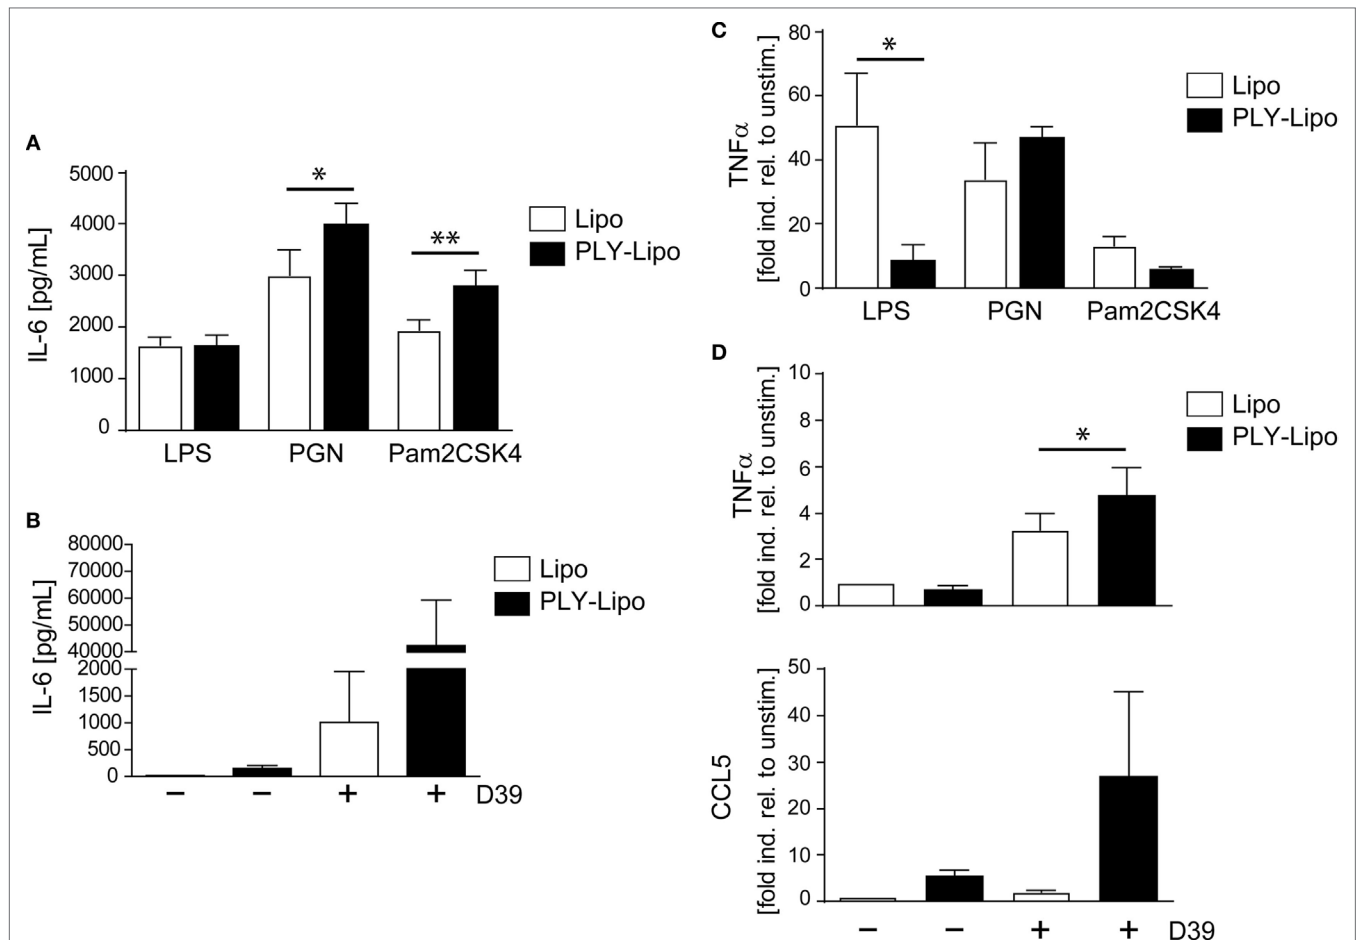 A
IL-6 [pg/mL]
5000
4000
3000
2000
1000
0
*
**
Lipo
PLY-Lipo
LPS PGN Pam2CSK4
B
IL-6 [pg/mL]
80000
70000
60000
50000
40000
2000
1500
1000
500
0
Lipo
PLY-Lipo
− − + + D39
C
TNFα
[fold ind. rel. to unstim.]
80
60
40
20
0
*
Lipo
PLY-Lipo
LPS PGN Pam2CSK4
D
TNFα
[fold ind. rel. to unstim.]
10
8
6
4
2
0
*
Lipo
PLY-Lipo
CCL5
[fold ind. rel. to unstim.]
50
40
30
20
10
0
− − + + D39